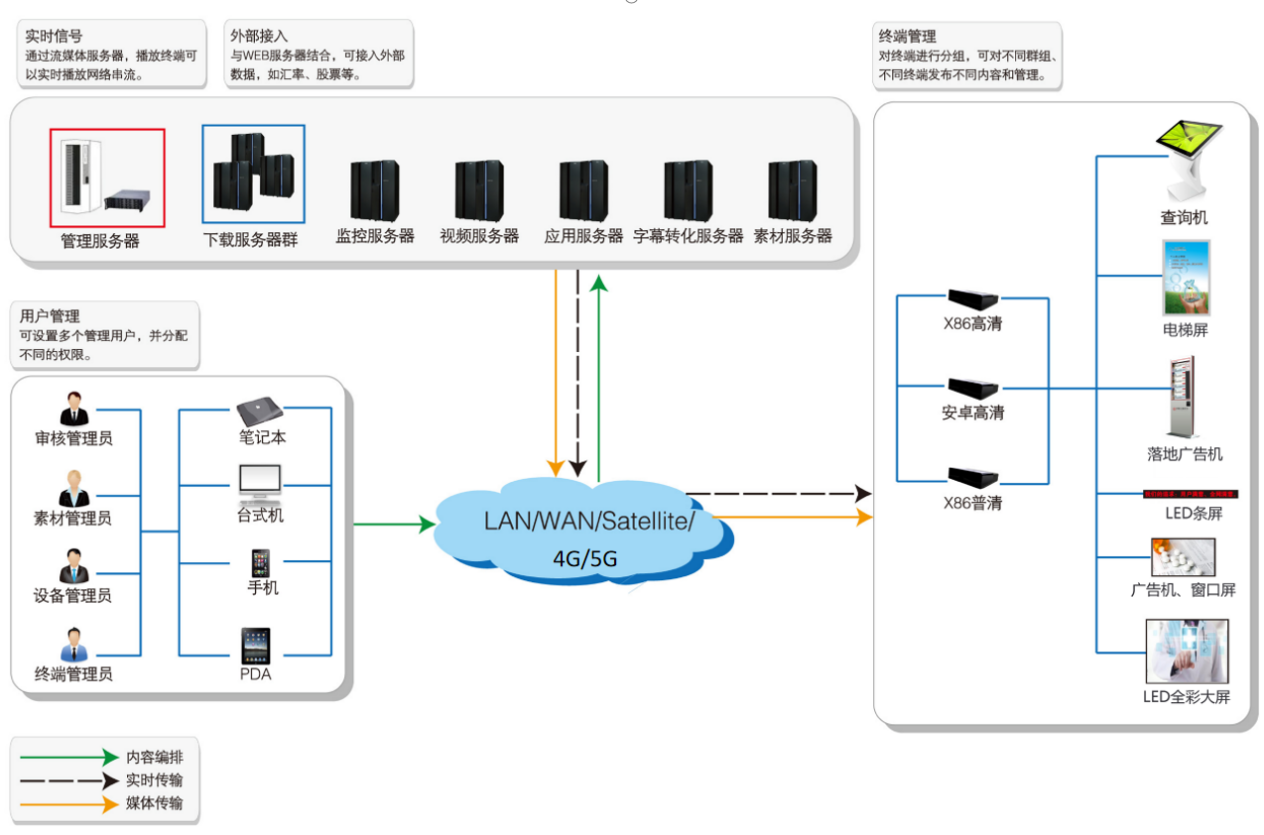 实时信号
通过流媒体服务器，播放终端可
以实时播放网络串流。
外部接入
与WEB服务器结合，可接入外部
数据，如汇率、股票等。
终端管理
对终端进行分组，可对不同群组、
不同终端发布不同内容和管理。
管理服务器
下载服务器群
监控服务器
视频服务器
应用服务器
字幕转化服务器
素材服务器
用户管理
可设置多个管理用户，并分配
不同的权限。
审核管理员
素材管理员
设备管理员
终端管理员
笔记本
台式机
手机
PDA
LAN/WAN/Satellite/
4G/5G
X86高清
安卓高清
X86普清
查询机
电梯屏
落地广告机
LED条屏
广告机、窗口屏
LED全彩大屏
内容编排
实时传输
媒体传输